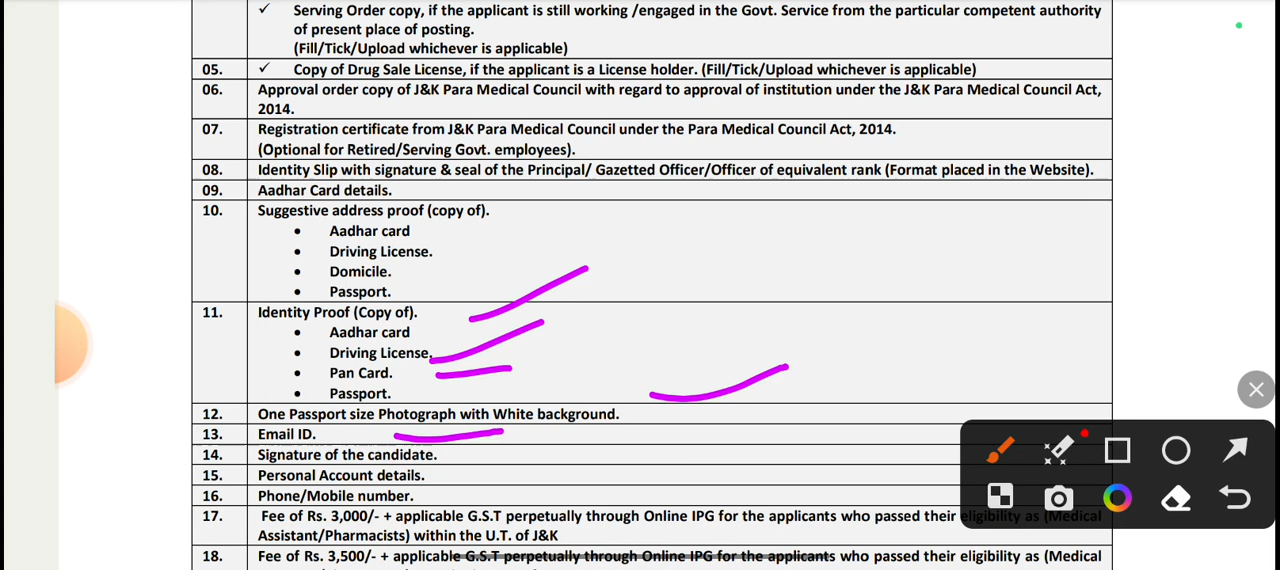 ✓ Serving Order copy, if the applicant is still working /engaged in the Govt. Service from the particular competent authority
of present place of posting.
(Fill/Tick/Upload whichever is applicable)
05. ✓ Copy of Drug Sale License, if the applicant is a License holder. (Fill/Tick/Upload whichever is applicable)
06. Approval order copy of J&K Para Medical Council with regard to approval of institution under the J&K Para Medical Council Act,
2014.
07. Registration certificate from J&K Para Medical Council under the Para Medical Council Act, 2014.
(Optional for Retired/Serving Govt. employees).
08. Identity Slip with signature & seal of the Principal/ Gazetted Officer/Officer of equivalent rank (Format placed in the Website).
09. Aadhar Card details.
10. Suggestive address proof (copy of).
• Aadhar card
• Driving License.
• Domicile.
• Passport.
11. Identity Proof (Copy of).
• Aadhar card
• Driving License.
• Pan Card.
• Passport.
12. One Passport size Photograph with White background.
13. Email ID.
14. Signature of the candidate.
15. Personal Account details.
16. Phone/Mobile number.
17. Fee of Rs. 3,000/- + applicable G.S.T perpetually through Online IPG for the applicants who passed their eligibility as (Medical
Assistant/Pharmacists) within the U.T. of J&K
18. Fee of Rs. 3,500/- + applicable G.S.T perpetually through Online IPG for the applicants who passed their eligibility as (Medical